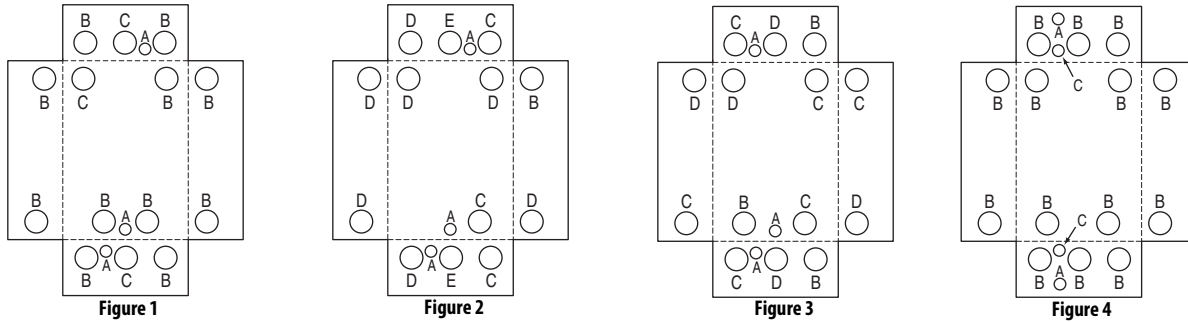 B C B
A
B C B B
B B A B B
A
B C B
Figure 1
D E C
A
D D D B
D A C D
A
D E C
Figure 2
C D B
A
D D C C
C B A C D
A
C D B
Figure 3
B B B
A
C
B B B B
B B C B B
A
B B B
Figure 4